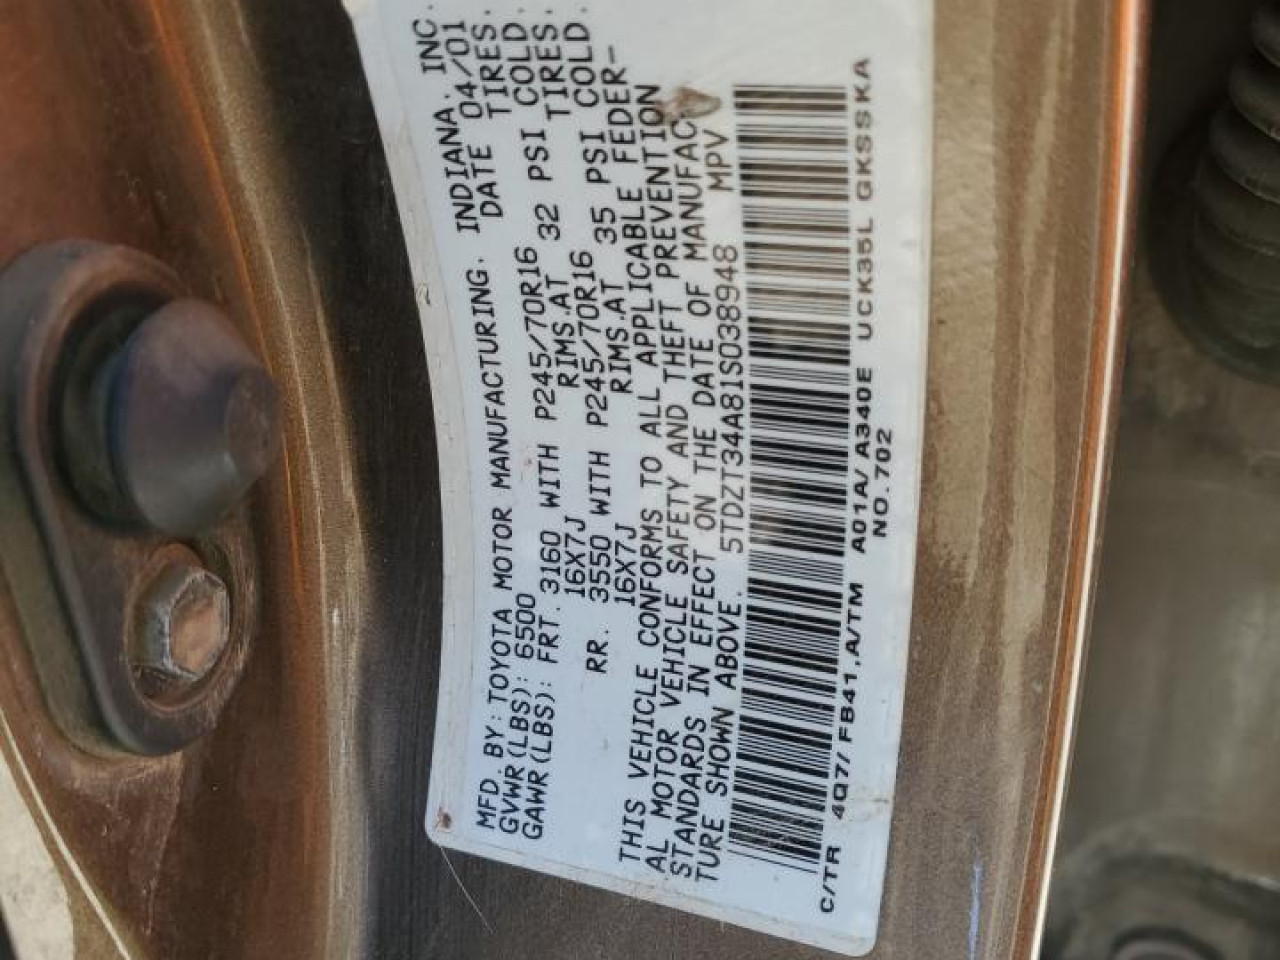 MFD. BY: TOYOTA MOTOR MANUFACTURING. INDIANA. INC.
GVWR(LBS): 6500 DATE 04/01
GAWR(LBS): FRT. 3160 WITH P245/70R16 TIRES.
16X7J RIMS.AT 32 PSI COLD.
RR. 3550 WITH P245/70R16 TIRES.
16X7J RIMS.AT 35 PSI COLD.
THIS VEHICLE CONFORMS TO ALL APPLICABLE FEDER-
AL MOTOR VEHICLE SAFETY AND THEFT PREVENTION
STANDARDS IN EFFECT ON THE DATE OF MANUFAC
TURE SHOWN ABOVE. 5TDZT34A81S038948 MPV
C/TR 4Q7/FB41.A/TM A01A/A340E UCK35L GKSSKA
NO.702